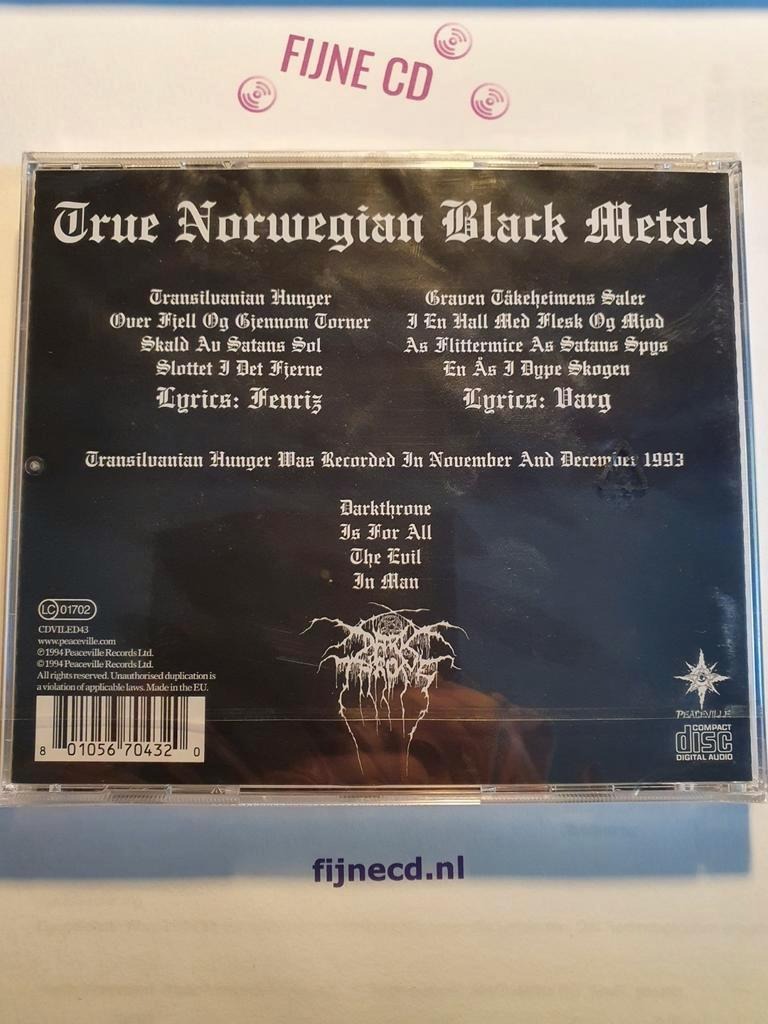 FIJNE CD
True Norwegian Black Metal
Transilvanian Hunger
Over Fjell Og Gjennom Torner
Skald Av Satans Sol
Slottet I Det Fjerne
Lyrics: Fenriz
Graven Tåkeheimens Saler
I En Hall Med Flesk Og Mjød
As Flittermice As Satans Spys
En Ås I Dype Skogen
Lyrics: Varg
Transilvanian Hunger Was Recorded In November And December 1993
Darkthrone
Is For All
The Evil
In Man
DARKTHRONE
LC 01702
CDVILED43
www.peaceville.com
℗ 1994 Peaceville Records Ltd.
© 1994 Peaceville Records Ltd.
All rights reserved. Unauthorised duplication is
a violation of applicable laws. Made in the EU.
8 01056 70432 0
PEACEVILLE
COMPACT
disc
DIGITAL AUDIO
fijnecd.nl